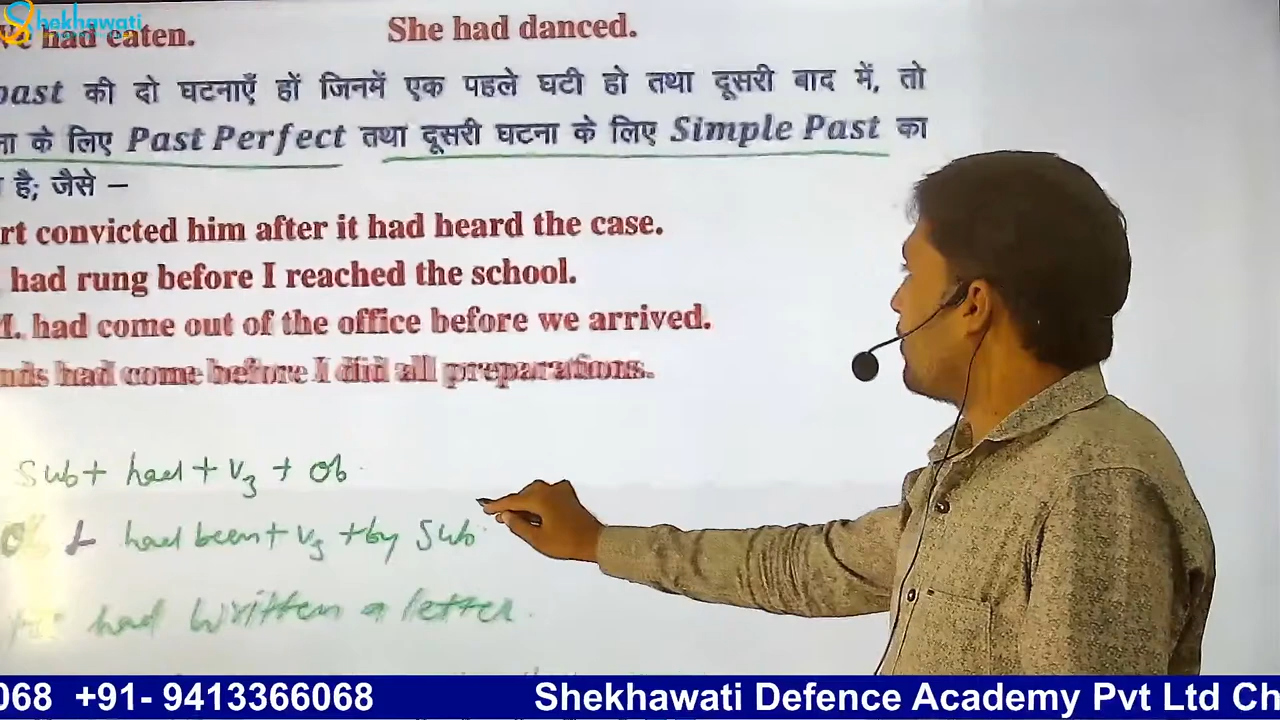 Shekhawati
had eaten. She had danced.
past की दो घटनाएँ हों जिनमें एक पहले घटी हो तथा दूसरी बाद में, तो
ना के लिए Past Perfect तथा दूसरी घटना के लिए Simple Past का
है; जैसे –
rt convicted him after it had heard the case.
had rung before I reached the school.
M. had come out of the office before we arrived.
nds had come before I did all preparations.
Sub + had + V3 + Ob.
had been + V3 + by Sub.
had written a letter.
068 +91- 9413366068 Shekhawati Defence Academy Pvt Ltd Ch